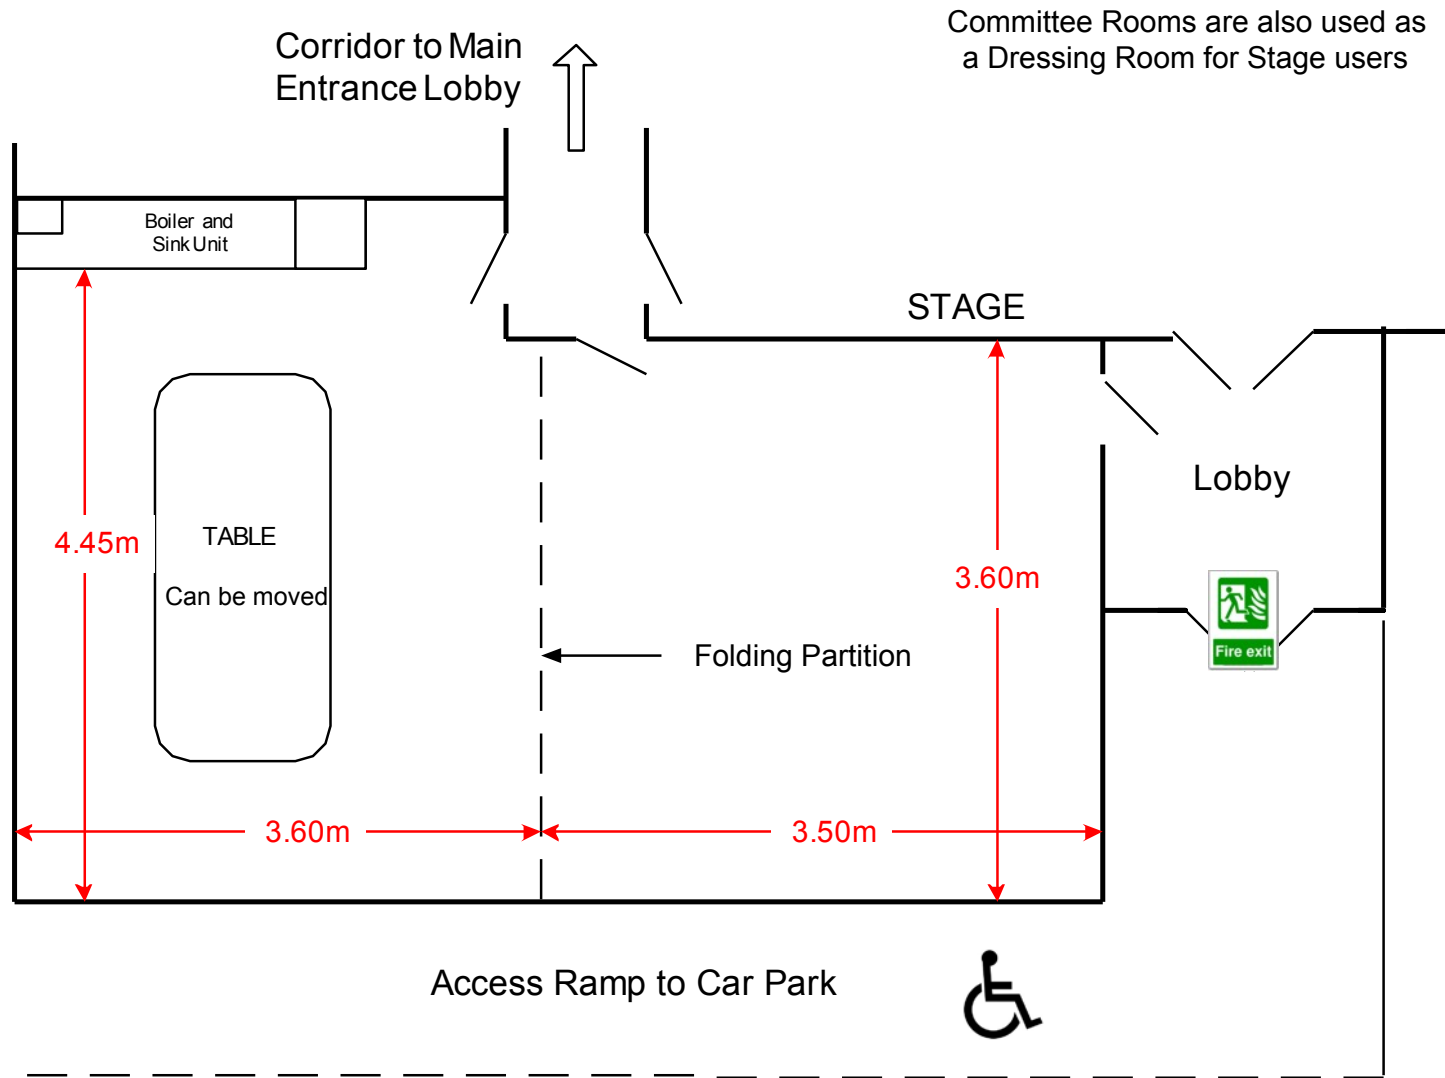 Committee Rooms are also used as
a Dressing Room for Stage users
Corridor to Main
Entrance Lobby
Boiler and
Sink Unit
STAGE
Lobby
4.45m
TABLE
Can be moved
3.60m
Fire exit
Folding Partition
3.60m
3.50m
Access Ramp to Car Park